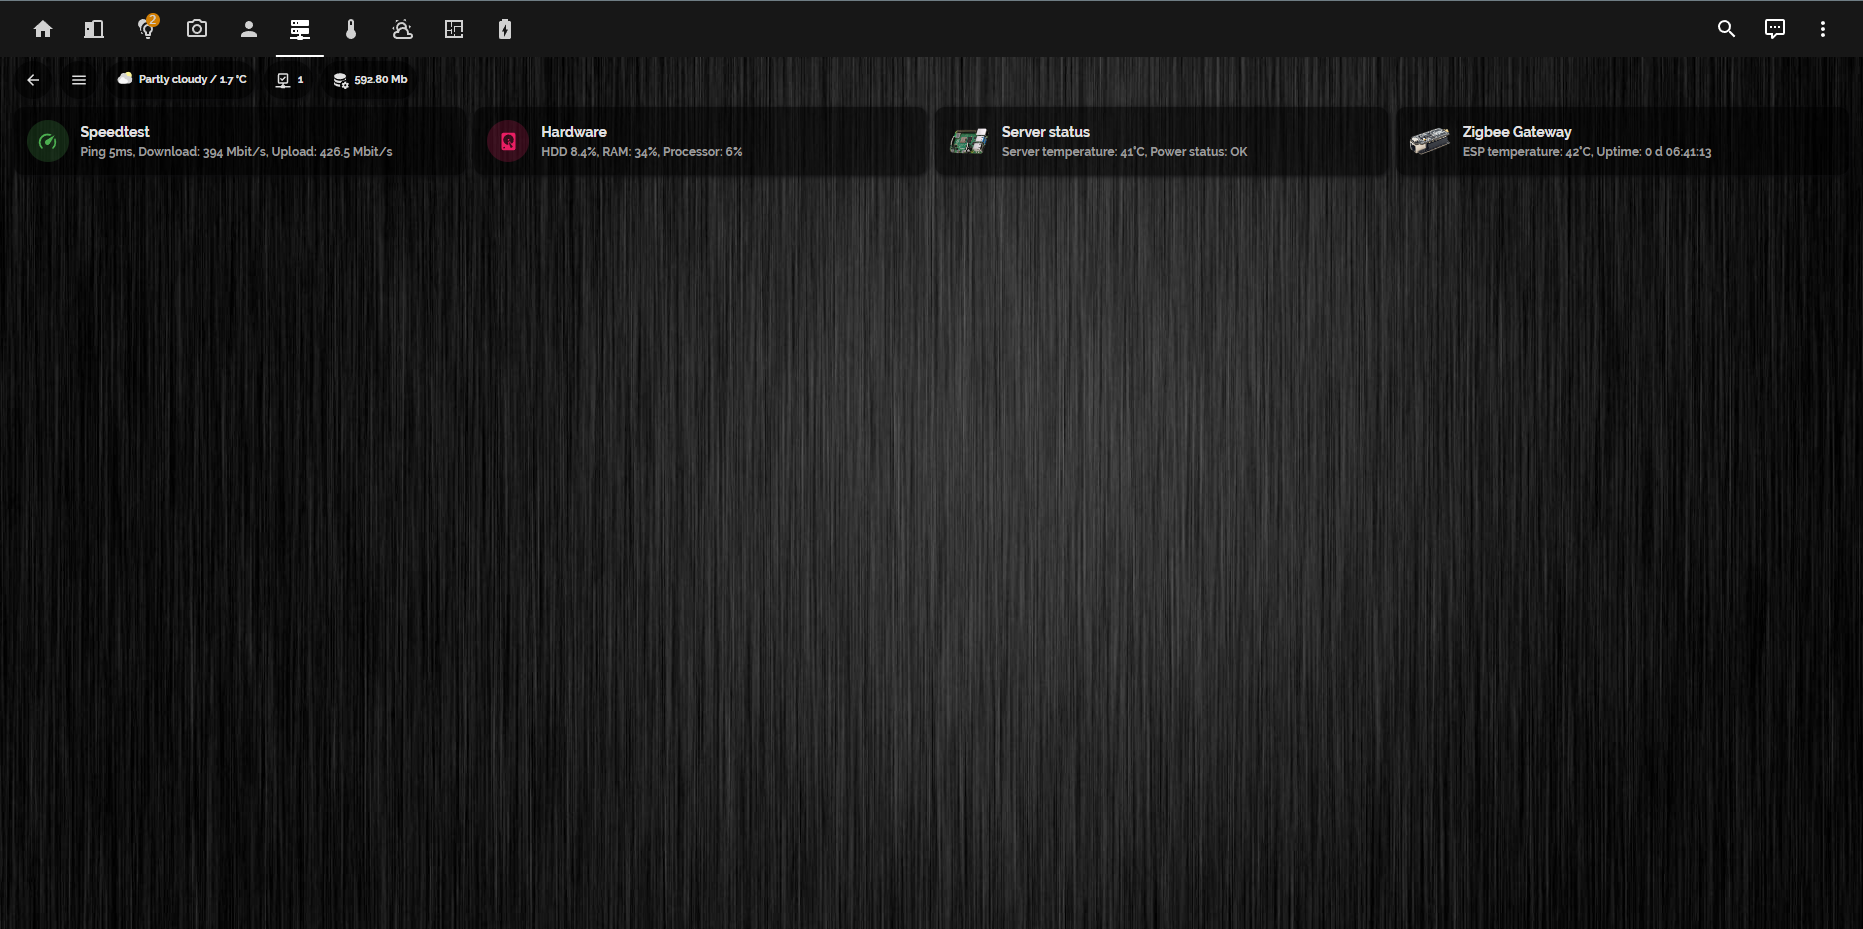 2
Partly cloudy / 1.7 °C
1
592.80 Mb
Speedtest
Ping 5ms, Download: 394 Mbit/s, Upload: 426.5 Mbit/s
Hardware
HDD 8.4%, RAM: 34%, Processor: 6%
Server status
Server temperature: 41°C, Power status: OK
Zigbee Gateway
ESP temperature: 42°C, Uptime: 0 d 06:41:13